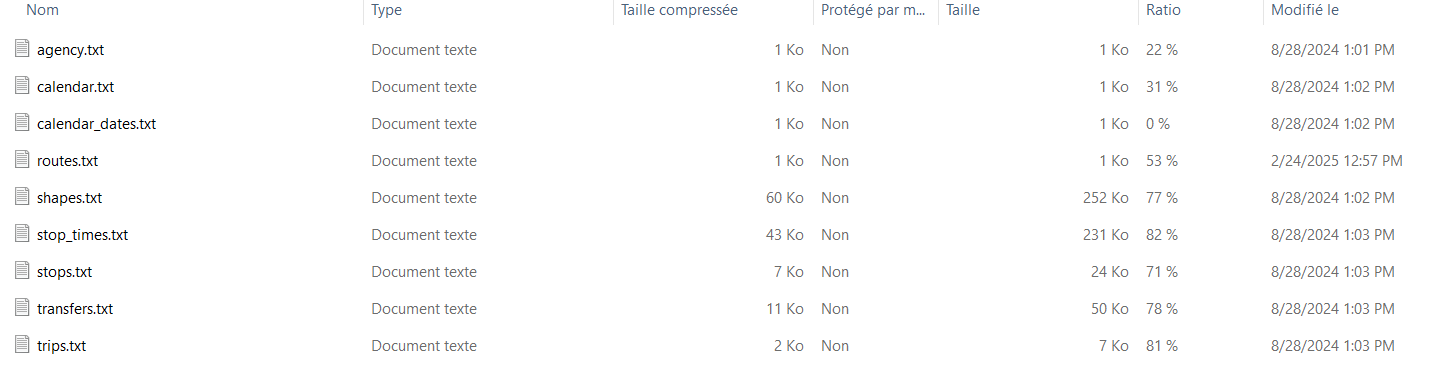 Nom Type Taille compressée Protégé par m... Taille Ratio Modifié le
agency.txt Document texte 1 Ko Non 1 Ko 22 % 8/28/2024 1:01 PM
calendar.txt Document texte 1 Ko Non 1 Ko 31 % 8/28/2024 1:02 PM
calendar_dates.txt Document texte 1 Ko Non 1 Ko 0 % 8/28/2024 1:02 PM
routes.txt Document texte 1 Ko Non 1 Ko 53 % 2/24/2025 12:57 PM
shapes.txt Document texte 60 Ko Non 252 Ko 77 % 8/28/2024 1:02 PM
stop_times.txt Document texte 43 Ko Non 231 Ko 82 % 8/28/2024 1:03 PM
stops.txt Document texte 7 Ko Non 24 Ko 71 % 8/28/2024 1:03 PM
transfers.txt Document texte 11 Ko Non 50 Ko 78 % 8/28/2024 1:03 PM
trips.txt Document texte 2 Ko Non 7 Ko 81 % 8/28/2024 1:03 PM